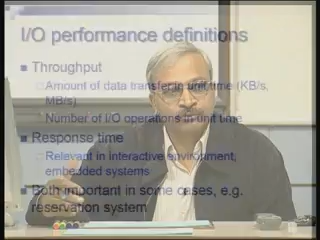 I/O performance definitions
Throughput
Amount of data transfer in unit time (KB/s,
MB/s)
Number of I/O operations in unit time
Response time
Relevant in interactive environment,
embedded systems
Both important in some cases, e.g.
reservation system